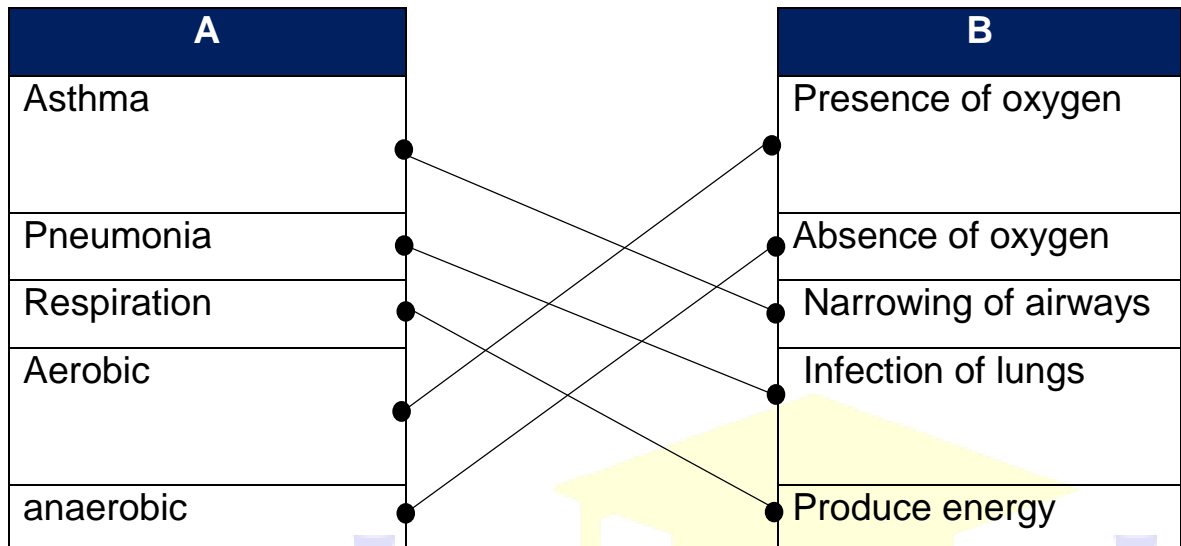 A
B
Asthma
Presence of oxygen
Pneumonia
Absence of oxygen
Respiration
Narrowing of airways
Aerobic
Infection of lungs
anaerobic
Produce energy